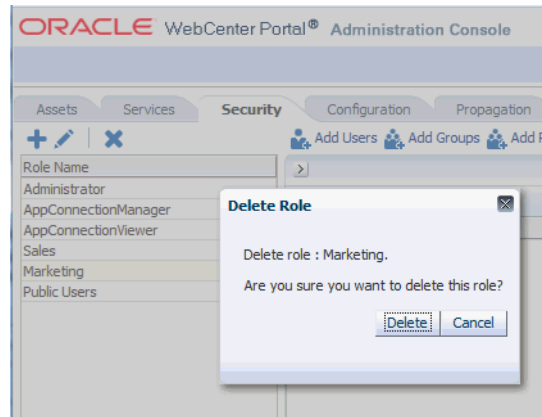 ORACLE WebCenter Portal® Administration Console
Assets Services Security Configuration Propagation
Add Users Add Groups Add
Role Name
Administrator
AppConnectionManager
AppConnectionViewer
Sales
Marketing
Public Users
Delete Role
Delete role : Marketing.
Are you sure you want to delete this role?
Delete Cancel